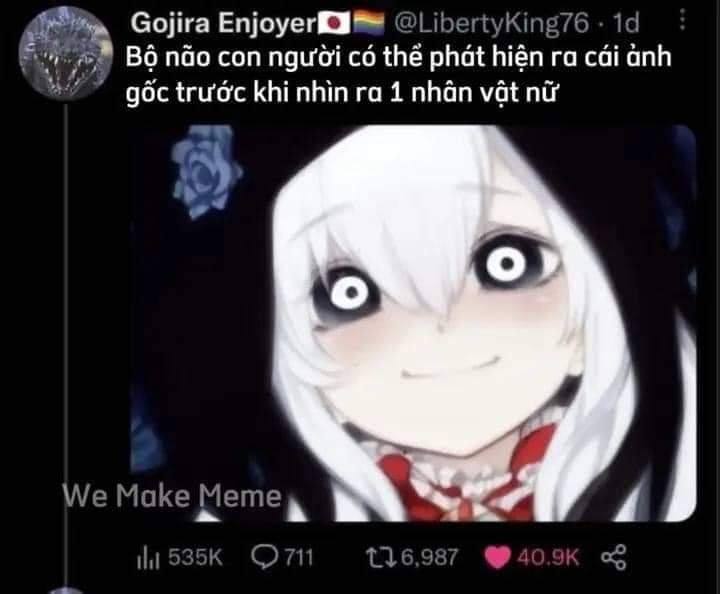 Gojira Enjoyer🇯🇵🏳️‍🌈 @LibertyKing76 · 1d
Bộ não con người có thể phát hiện ra cái ảnh
gốc trước khi nhìn ra 1 nhân vật nữ
We Make Meme
535K 711 6,987 40.9K